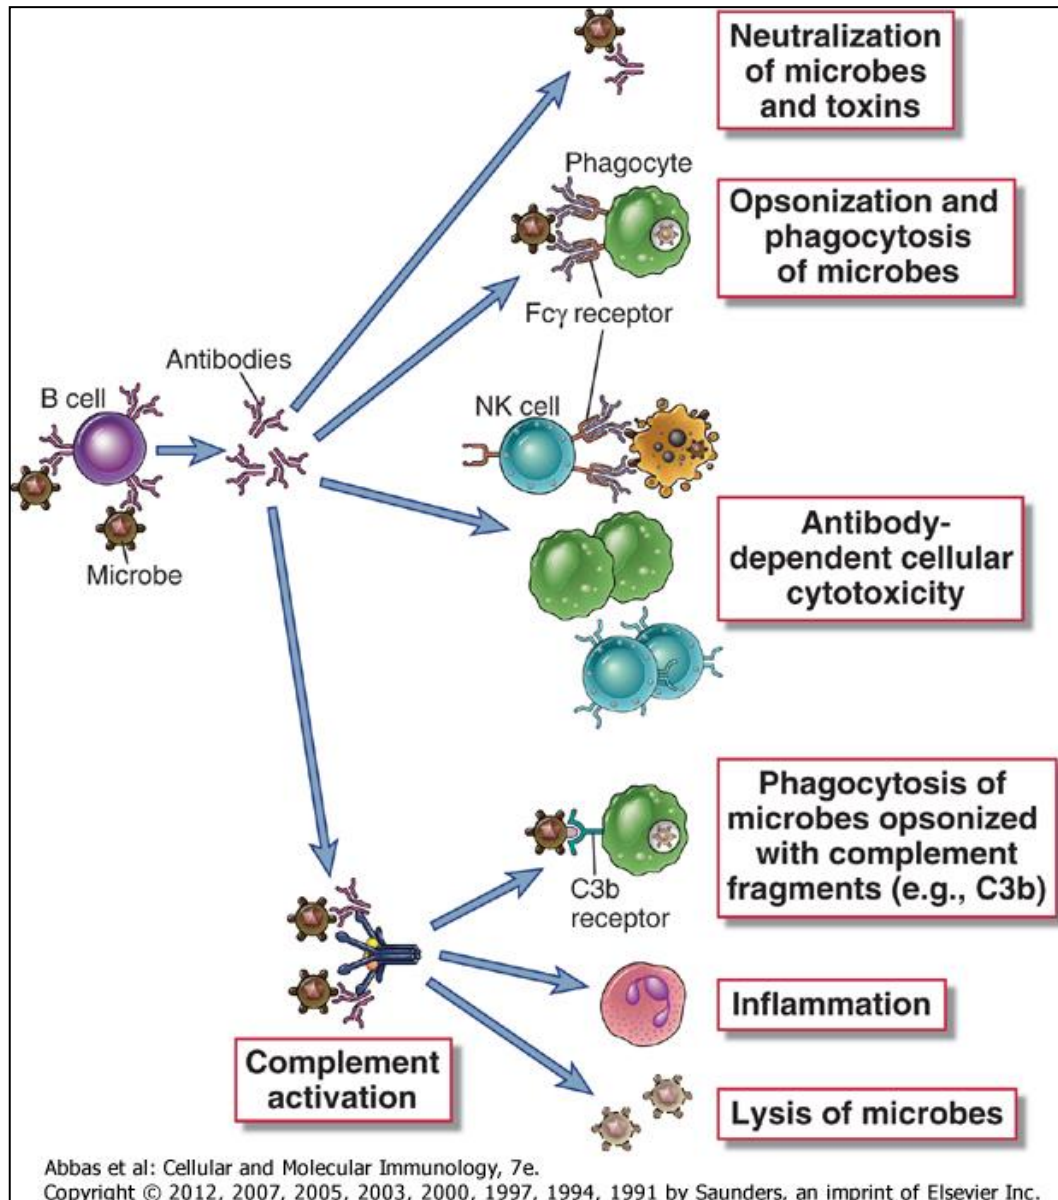 Neutralization
of microbes
and toxins
Phagocyte
Opsonization and
phagocytosis
of microbes
Fcγ receptor
Antibodies
B cell
NK cell
Microbe
Antibody-
dependent cellular
cytotoxicity
Phagocytosis of
microbes opsonized
with complement
fragments (e.g., C3b)
C3b
receptor
Inflammation
Complement
activation
Lysis of microbes
Abbas et al: Cellular and Molecular Immunology, 7e.
Copyright © 2012, 2007, 2005, 2003, 2000, 1997, 1994, 1991 by Saunders, an imprint of Elsevier Inc.